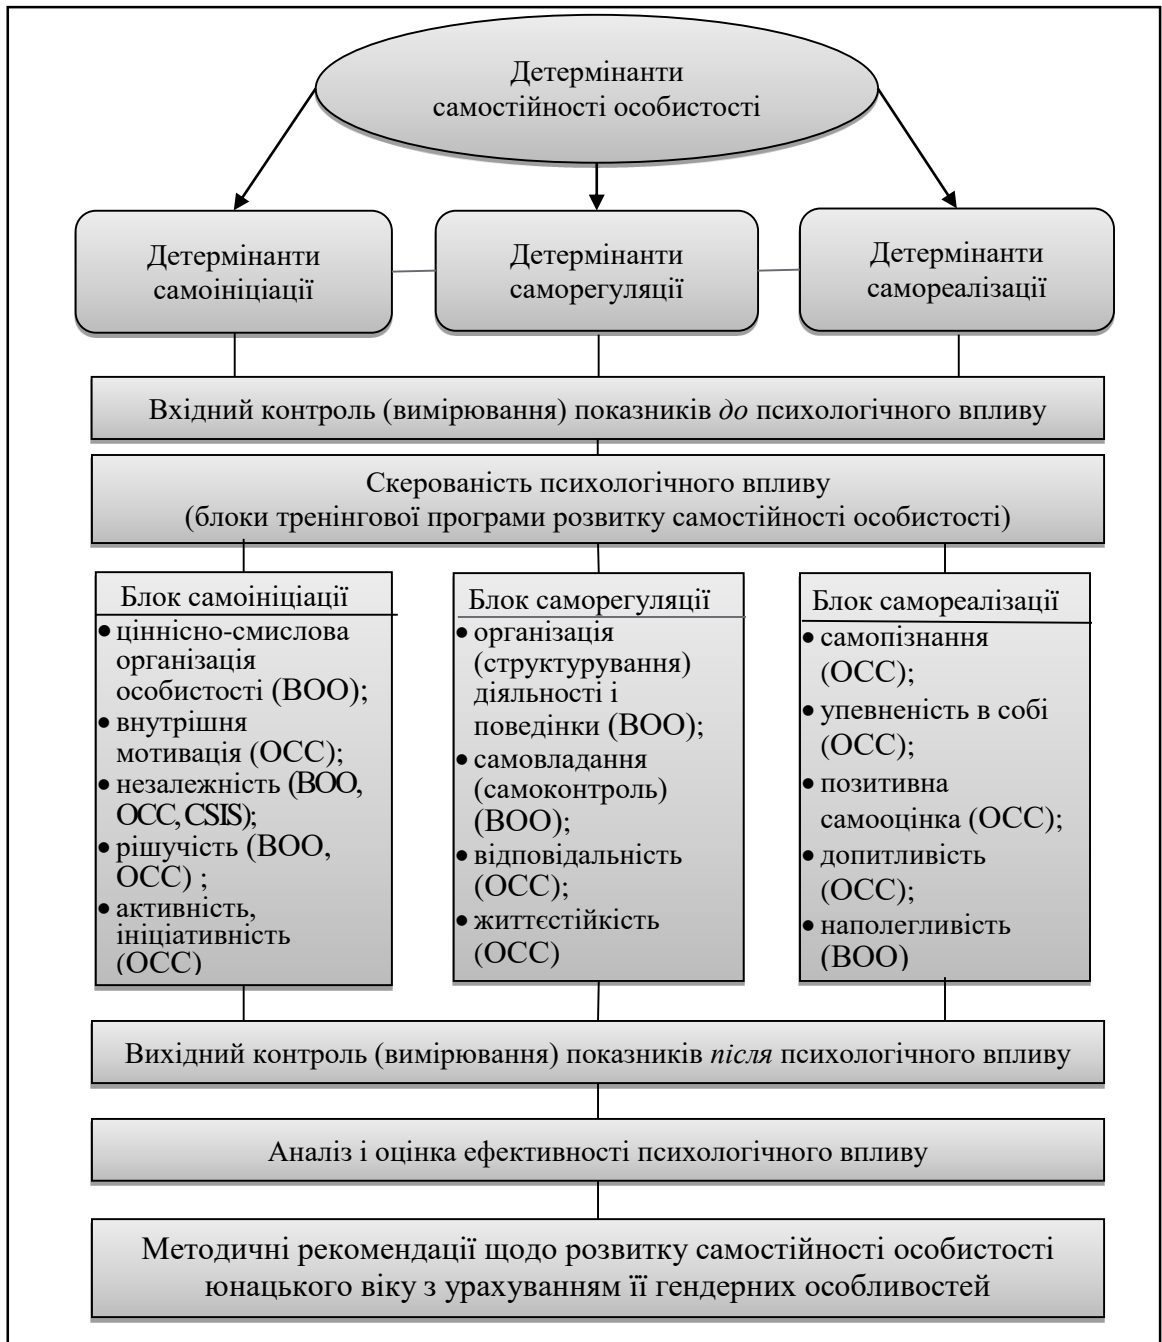 Детермінанти
самостійності особистості
Детермінанти
самоініціації
Детермінанти
саморегуляції
Детермінанти
самореалізації
Вхідний контроль (вимірювання) показників до психологічного впливу
Скерованість психологічного впливу
(блоки тренінгової програми розвитку самостійності особистості)
Блок самоініціації
• ціннісно-смислова
організація
особистості (ВОО);
• внутрішня
мотивація (ОСС);
• незалежність (ВОО,
ОСС, CSIS);
• рішучість (ВОО,
ОСС) ;
• активність,
ініціативність
(ОСС)
Блок саморегуляції
• організація
(структурування)
діяльності і
поведінки (ВОО);
• самовладання
(самоконтроль)
(ВОО);
• відповідальність
(ОСС);
• життєстійкість
(ОСС)
Блок самореалізації
• самопізнання
(ОСС);
• упевненість в собі
(ОСС);
• позитивна
самооцінка (ОСС);
• допитливість
(ОСС);
• наполегливість
(ВОО)
Вихідний контроль (вимірювання) показників після психологічного впливу
Аналіз і оцінка ефективності психологічного впливу
Методичні рекомендації щодо розвитку самостійності особистості
юнацького віку з урахуванням її гендерних особливостей